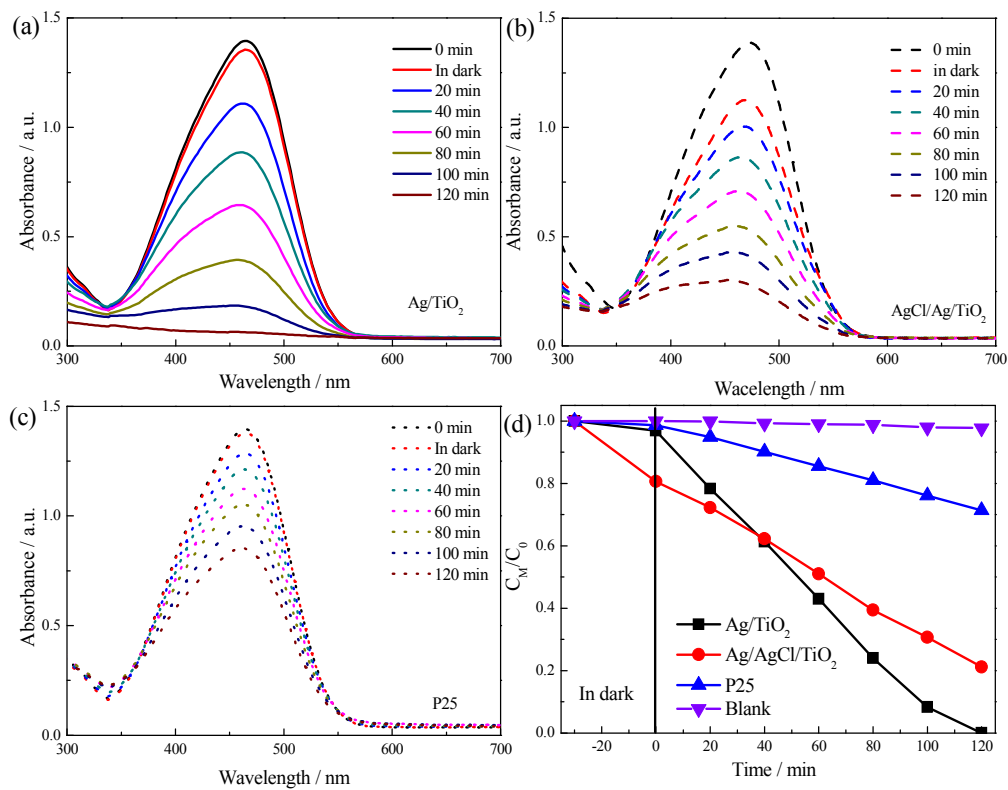 (a)
1.5
1.0
0.5
0.0
Absorbance / a.u.
0 min
In dark
20 min
40 min
60 min
80 min
100 min
120 min
Ag/TiO₂
300 400 500 600 700
Wavelength / nm
(b)
1.5
1.0
0.5
0.0
Absorbance / a.u.
0 min
in dark
20 min
40 min
60 min
80 min
100 min
120 min
AgCl/Ag/TiO₂
300 400 500 600 700
Wacelength / nm
(c)
1.5
1.0
0.5
0.0
Absorbance / a.u.
0 min
In dark
20 min
40 min
60 min
80 min
100 min
120 min
P25
300 400 500 600 700
Wavelength / nm
(d)
1.0
0.8
0.6
0.4
0.2
0.0
C_M/C_0
Ag/TiO₂
Ag/AgCl/TiO₂
P25
Blank
In dark
-20 0 20 40 60 80 100 120
Time / min